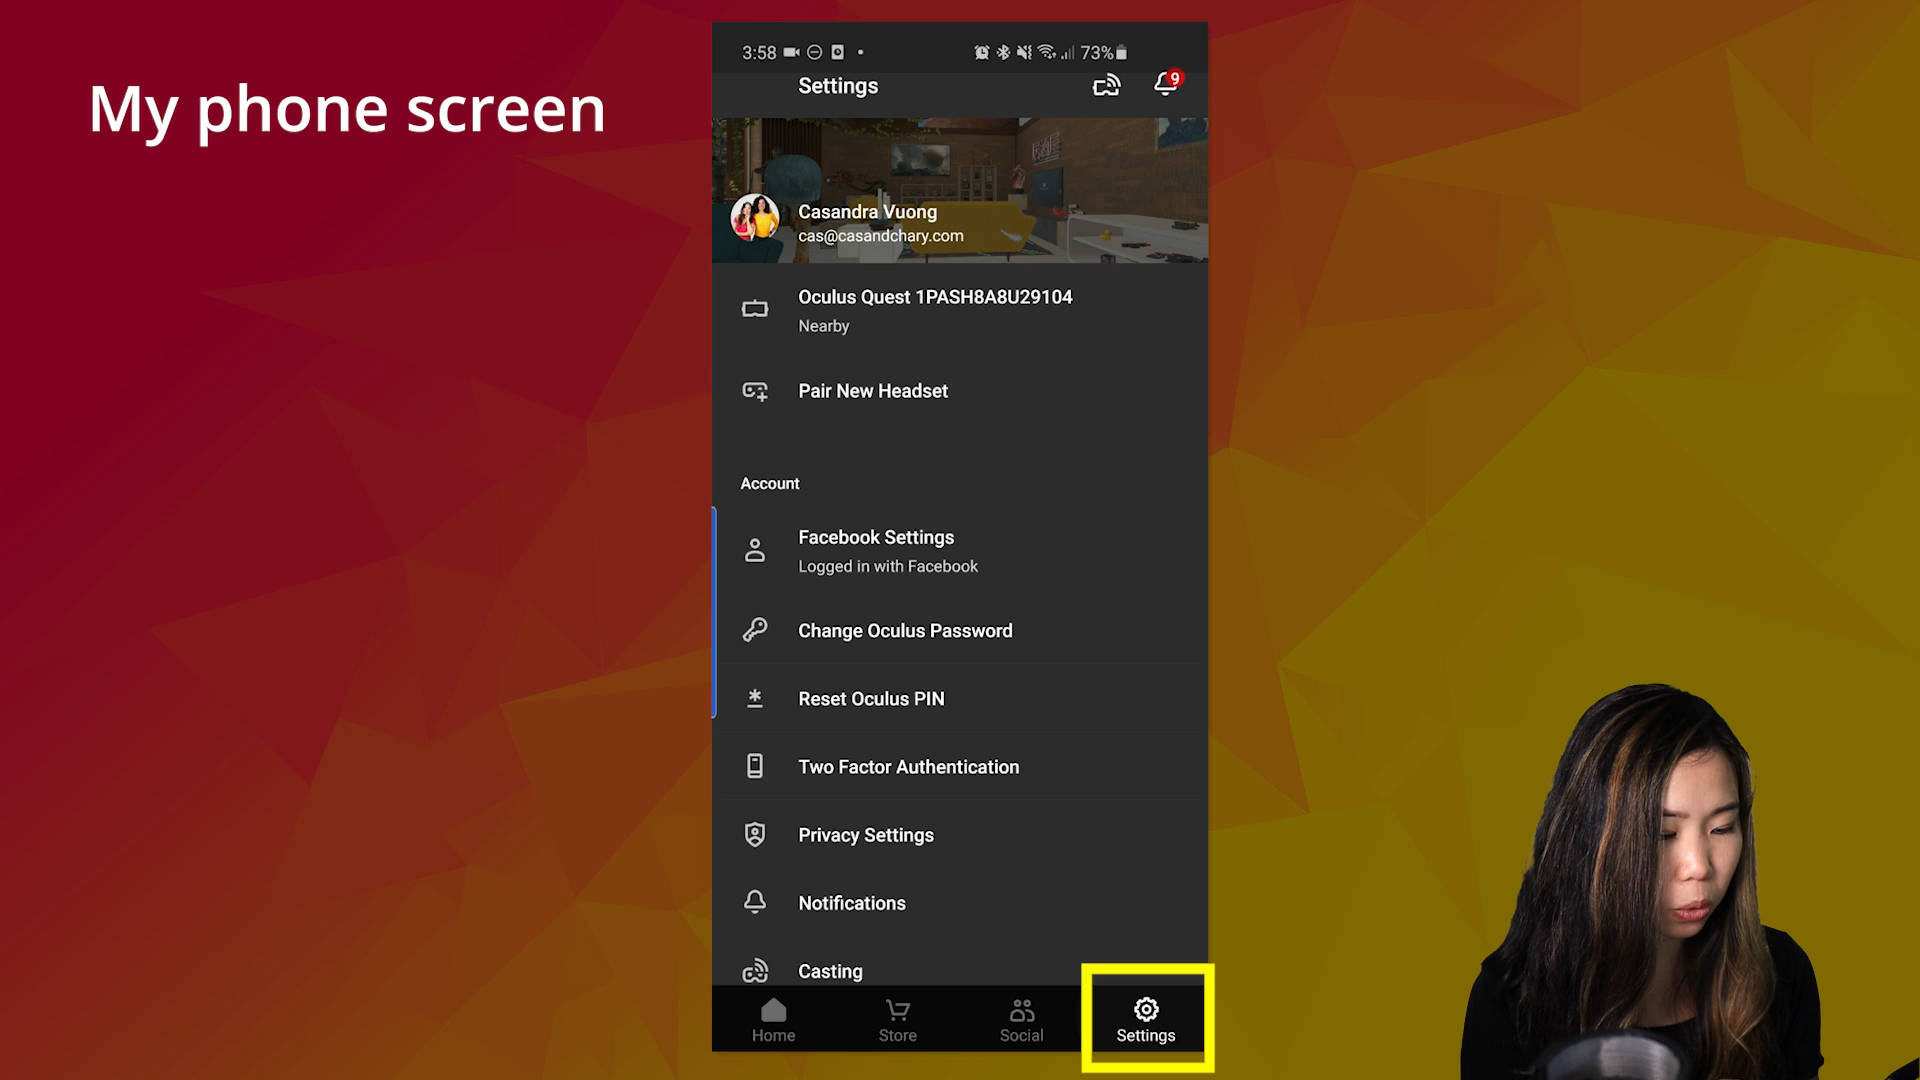 My phone screen
3:58
73%
Settings
9
Casandra Vuong
cas@casandchary.com
Oculus Quest 1PASH8A8U29104
Nearby
Pair New Headset
Account
Facebook Settings
Logged in with Facebook
Change Oculus Password
Reset Oculus PIN
Two Factor Authentication
Privacy Settings
Notifications
Casting
Home
Store
Social
Settings